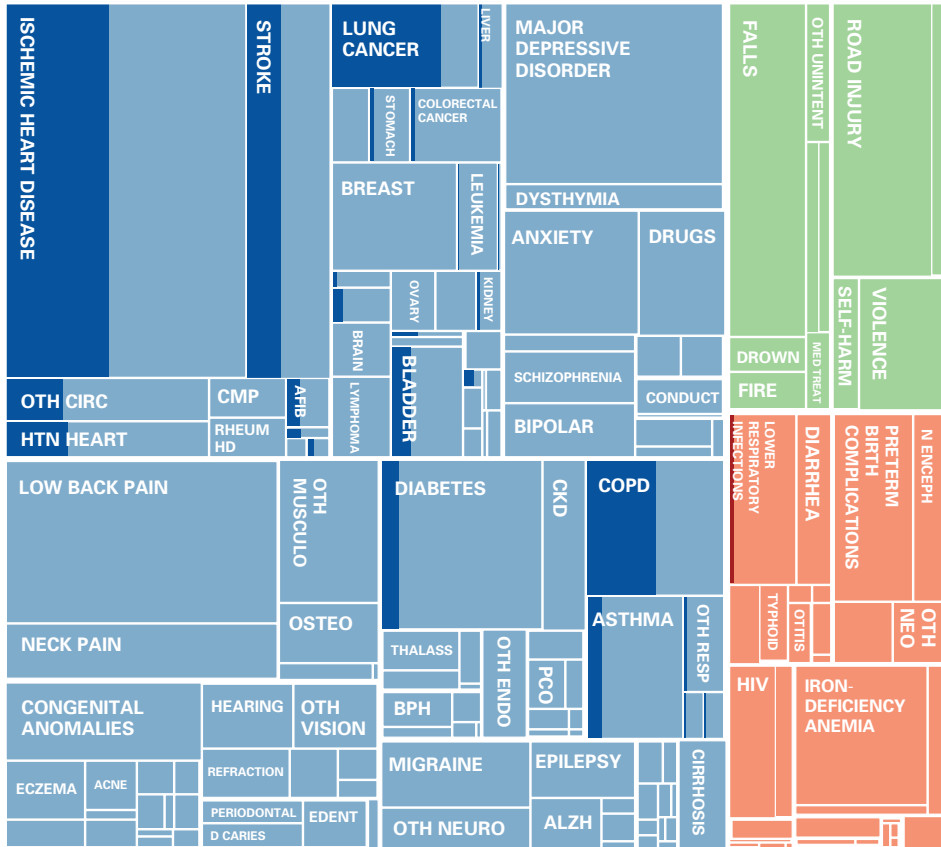 ISCHEMIC HEART DISEASE
STROKE
LUNG
CANCER
LIVER
STOMACH
COLORECTAL
CANCER
BREAST
LEUKEMIA
OVARY
KIDNEY
BRAIN
LYMPHOMA
BLADDER
OTH CIRC
CMP
AFIB
HTN HEART
RHEUM
HD
MAJOR
DEPRESSIVE
DISORDER
DYSTHYMIA
ANXIETY
DRUGS
SCHIZOPHRENIA
CONDUCT
BIPOLAR
FALLS
OTH UNINTENT
ROAD INJURY
DROWN
FIRE
MED TREAT
SELF-HARM
VIOLENCE
LOW BACK PAIN
OTH
MUSCULO
NECK PAIN
OSTEO
DIABETES
CKD
COPD
ASTHMA
OTH RESP
THALASS
OTH ENDO
PCO
BPH
LOWER
RESPIRATORY
INFECTIONS
DIARRHEA
PRETERM
BIRTH
COMPLICATIONS
N ENCEPH
TYPHOID
OTITIS
OTH
NEO
CONGENITAL
ANOMALIES
HEARING
OTH
VISION
ECZEMA
ACNE
REFRACTION
PERIODONTAL
D CARIES
EDENT
MIGRAINE
EPILEPSY
OTH NEURO
ALZH
CIRRHOSIS
HIV
IRON-
DEFICIENCY
ANEMIA